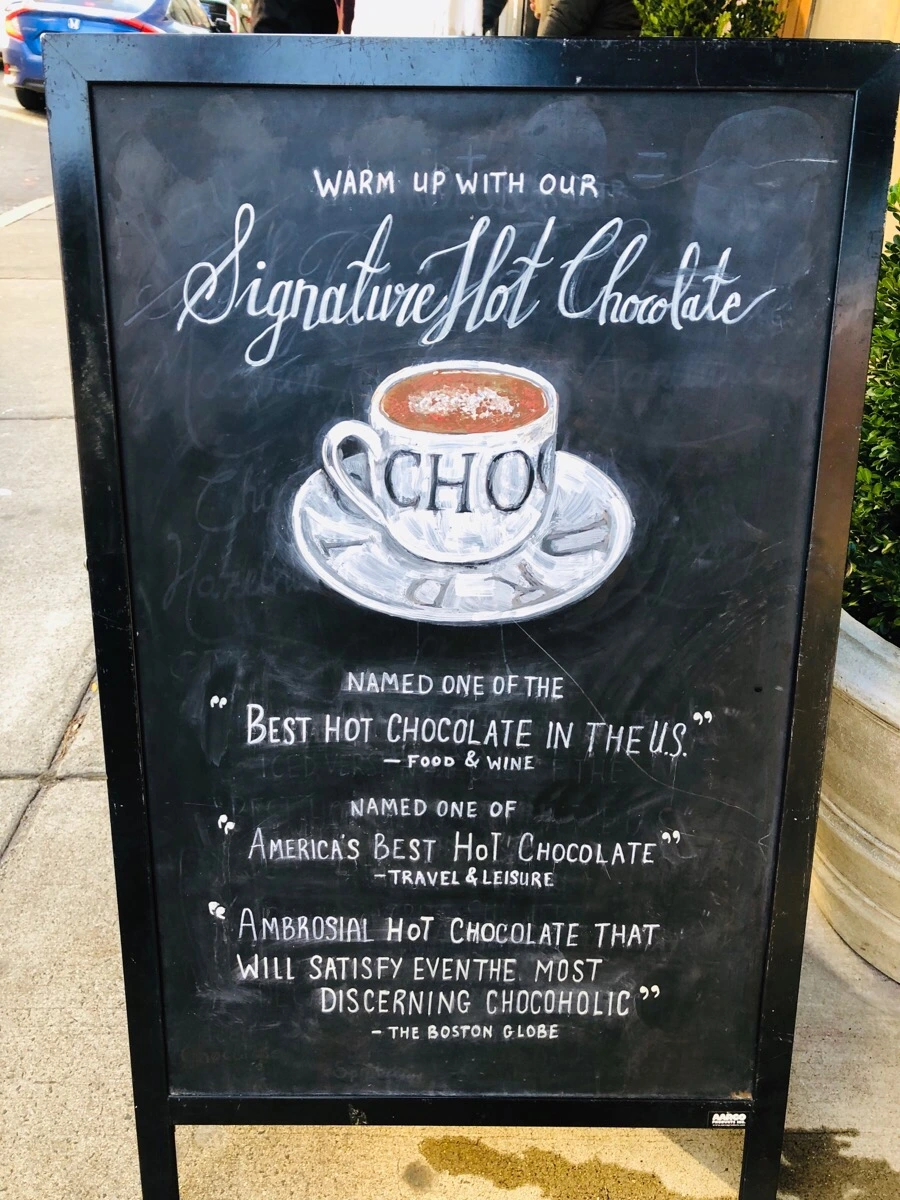 WARM UP WITH OUR
Signature Hot Chocolate
CHO
NAMED ONE OF THE
"BEST HOT CHOCOLATE IN THE U.S."
—FOOD & WINE
NAMED ONE OF
"AMERICA'S BEST HOT CHOCOLATE"
-TRAVEL & LEISURE
"AMBROSIAL HOT CHOCOLATE THAT
WILL SATISFY EVEN THE MOST
DISCERNING CHOCOHOLIC"
- THE BOSTON GLOBE
AARCO